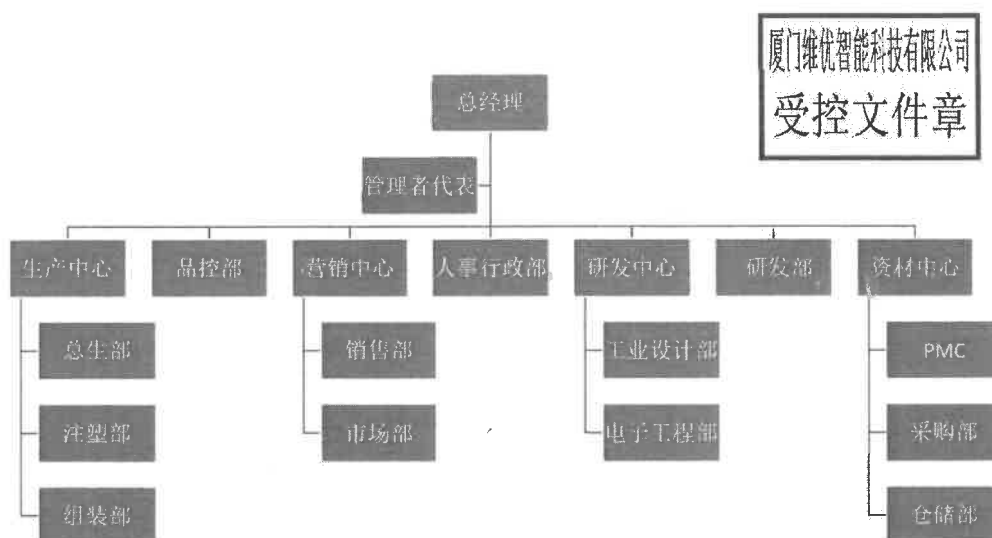 厦门维优智能科技有限公司
受控文件章
总经理
管理者代表
生产中心
品控部
营销中心
人事行政部
研发中心
研发部
资材中心
总生部
销售部
工业设计部
PMC
注塑部
市场部
电子工程部
采购部
组装部
仓储部